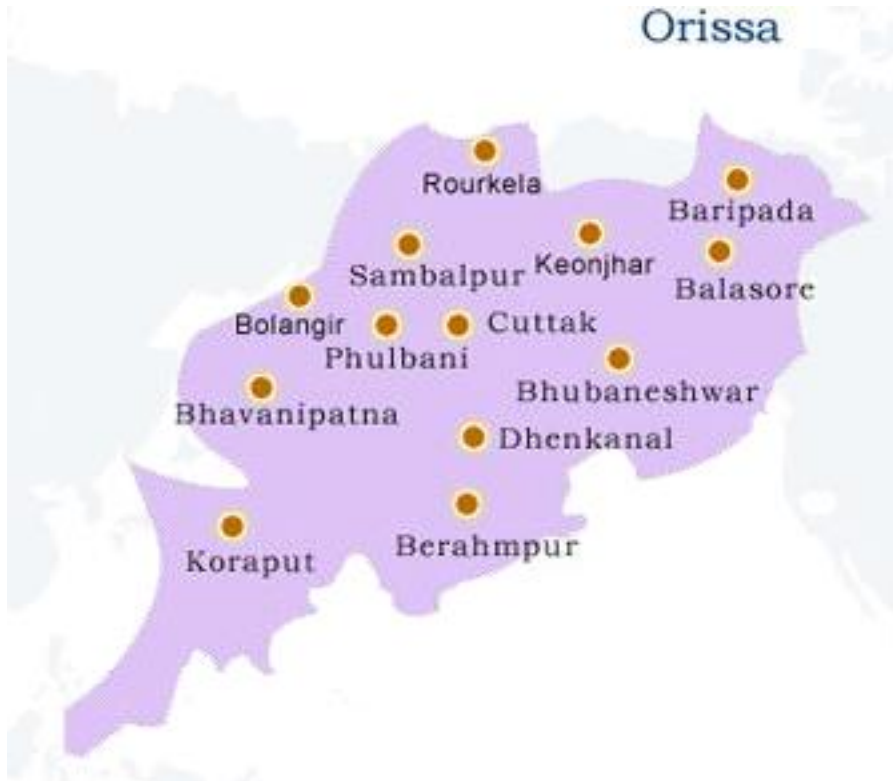 Orissa
Rourkela
Baripada
Sambalpur
Keonjhar
Balasore
Bolangir
Phulbani
Cuttak
Bhubaneshwar
Bhavanipatna
Dhenkanal
Berahmpur
Koraput